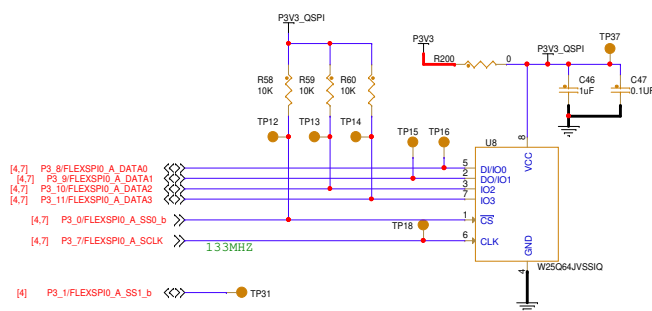 P3V3_QSPI
P3V3
R200
0
P3V3_QSPI
TP37
R58
10K
R59
10K
R60
10K
C46
1uF
C47
0.1UF
TP12
TP13
TP14
TP15
TP16
U8
8
VCC
[4,7] P3_8/FLEXSPI0_A_DATA0
5
DI/IO0
[4,7] P3_9/FLEXSPI0_A_DATA1
2
DO/IO1
[4,7] P3_10/FLEXSPI0_A_DATA2
3
IO2
[4,7] P3_11/FLEXSPI0_A_DATA3
7
IO3
[4,7] P3_0/FLEXSPI0_A_SS0_b
1
CS
TP18
[4,7] P3_7/FLEXSPI0_A_SCLK
133MHZ
6
CLK
GND
4
W25Q64JVSSIQ
[4] P3_1/FLEXSPI0_A_SS1_b
TP31